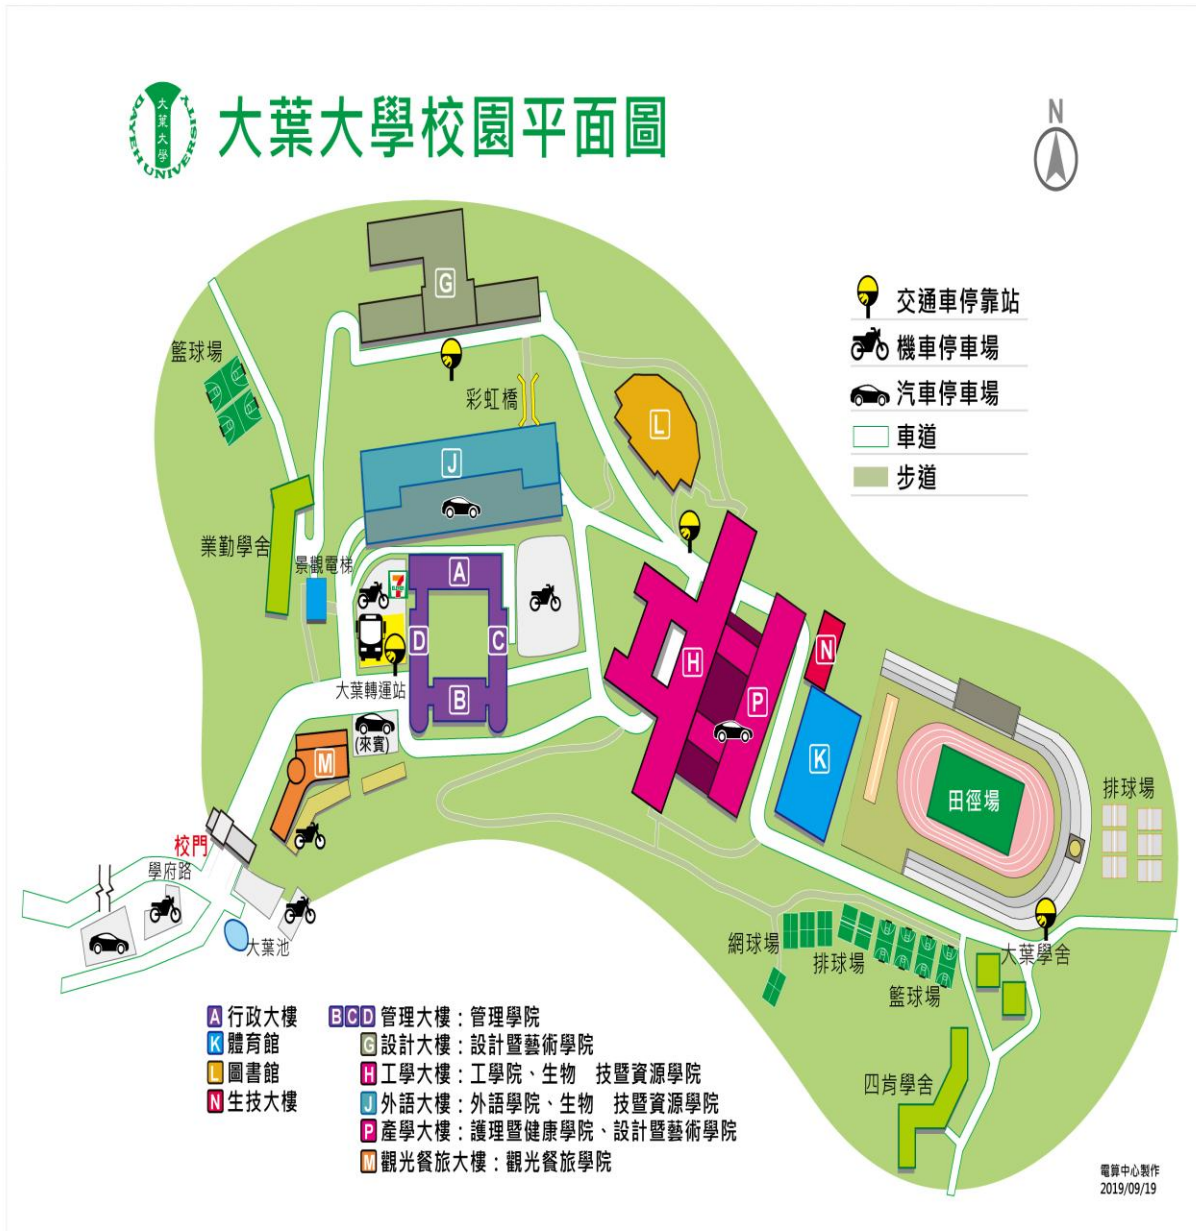 大葉大學
DAYEH UNIVERSITY
大葉大學校園平面圖
N
交通車停靠站
機車停車場
汽車停車場
車道
步道
G
籃球場
彩虹橋
L
J
業勤學舍
景觀電梯
7
ELEVEN
A
D
C
B
大葉轉運站
(來賓)
M
H
P
N
K
田徑場
排球場
校門
學府路
大葉池
網球場
排球場
籃球場
大葉學舍
四肯學舍
A 行政大樓
K 體育館
L 圖書館
N 生技大樓
BCD 管理大樓：管理學院
G 設計大樓：設計暨藝術學院
H 工學大樓：工學院、生物 技暨資源學院
J 外語大樓：外語學院、生物 技暨資源學院
P 產學大樓：護理暨健康學院、設計暨藝術學院
M 觀光餐旅大樓：觀光餐旅學院
電算中心製作
2019/09/19